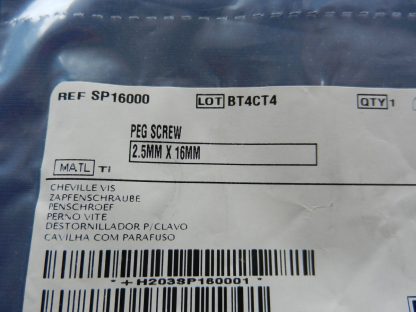 REF SP16000 LOT BT4CT4 QTY 1
PEG SCREW
2.5MM X 16MM
MATL Ti
CHEVILLE VIS
ZAPFENSCHRAUBE
PENSCHROEF
PERNO VITE
DESTORNILLADOR P/CLAVO
CAVILHA COM PARAFUSO
*+H203SP160001*